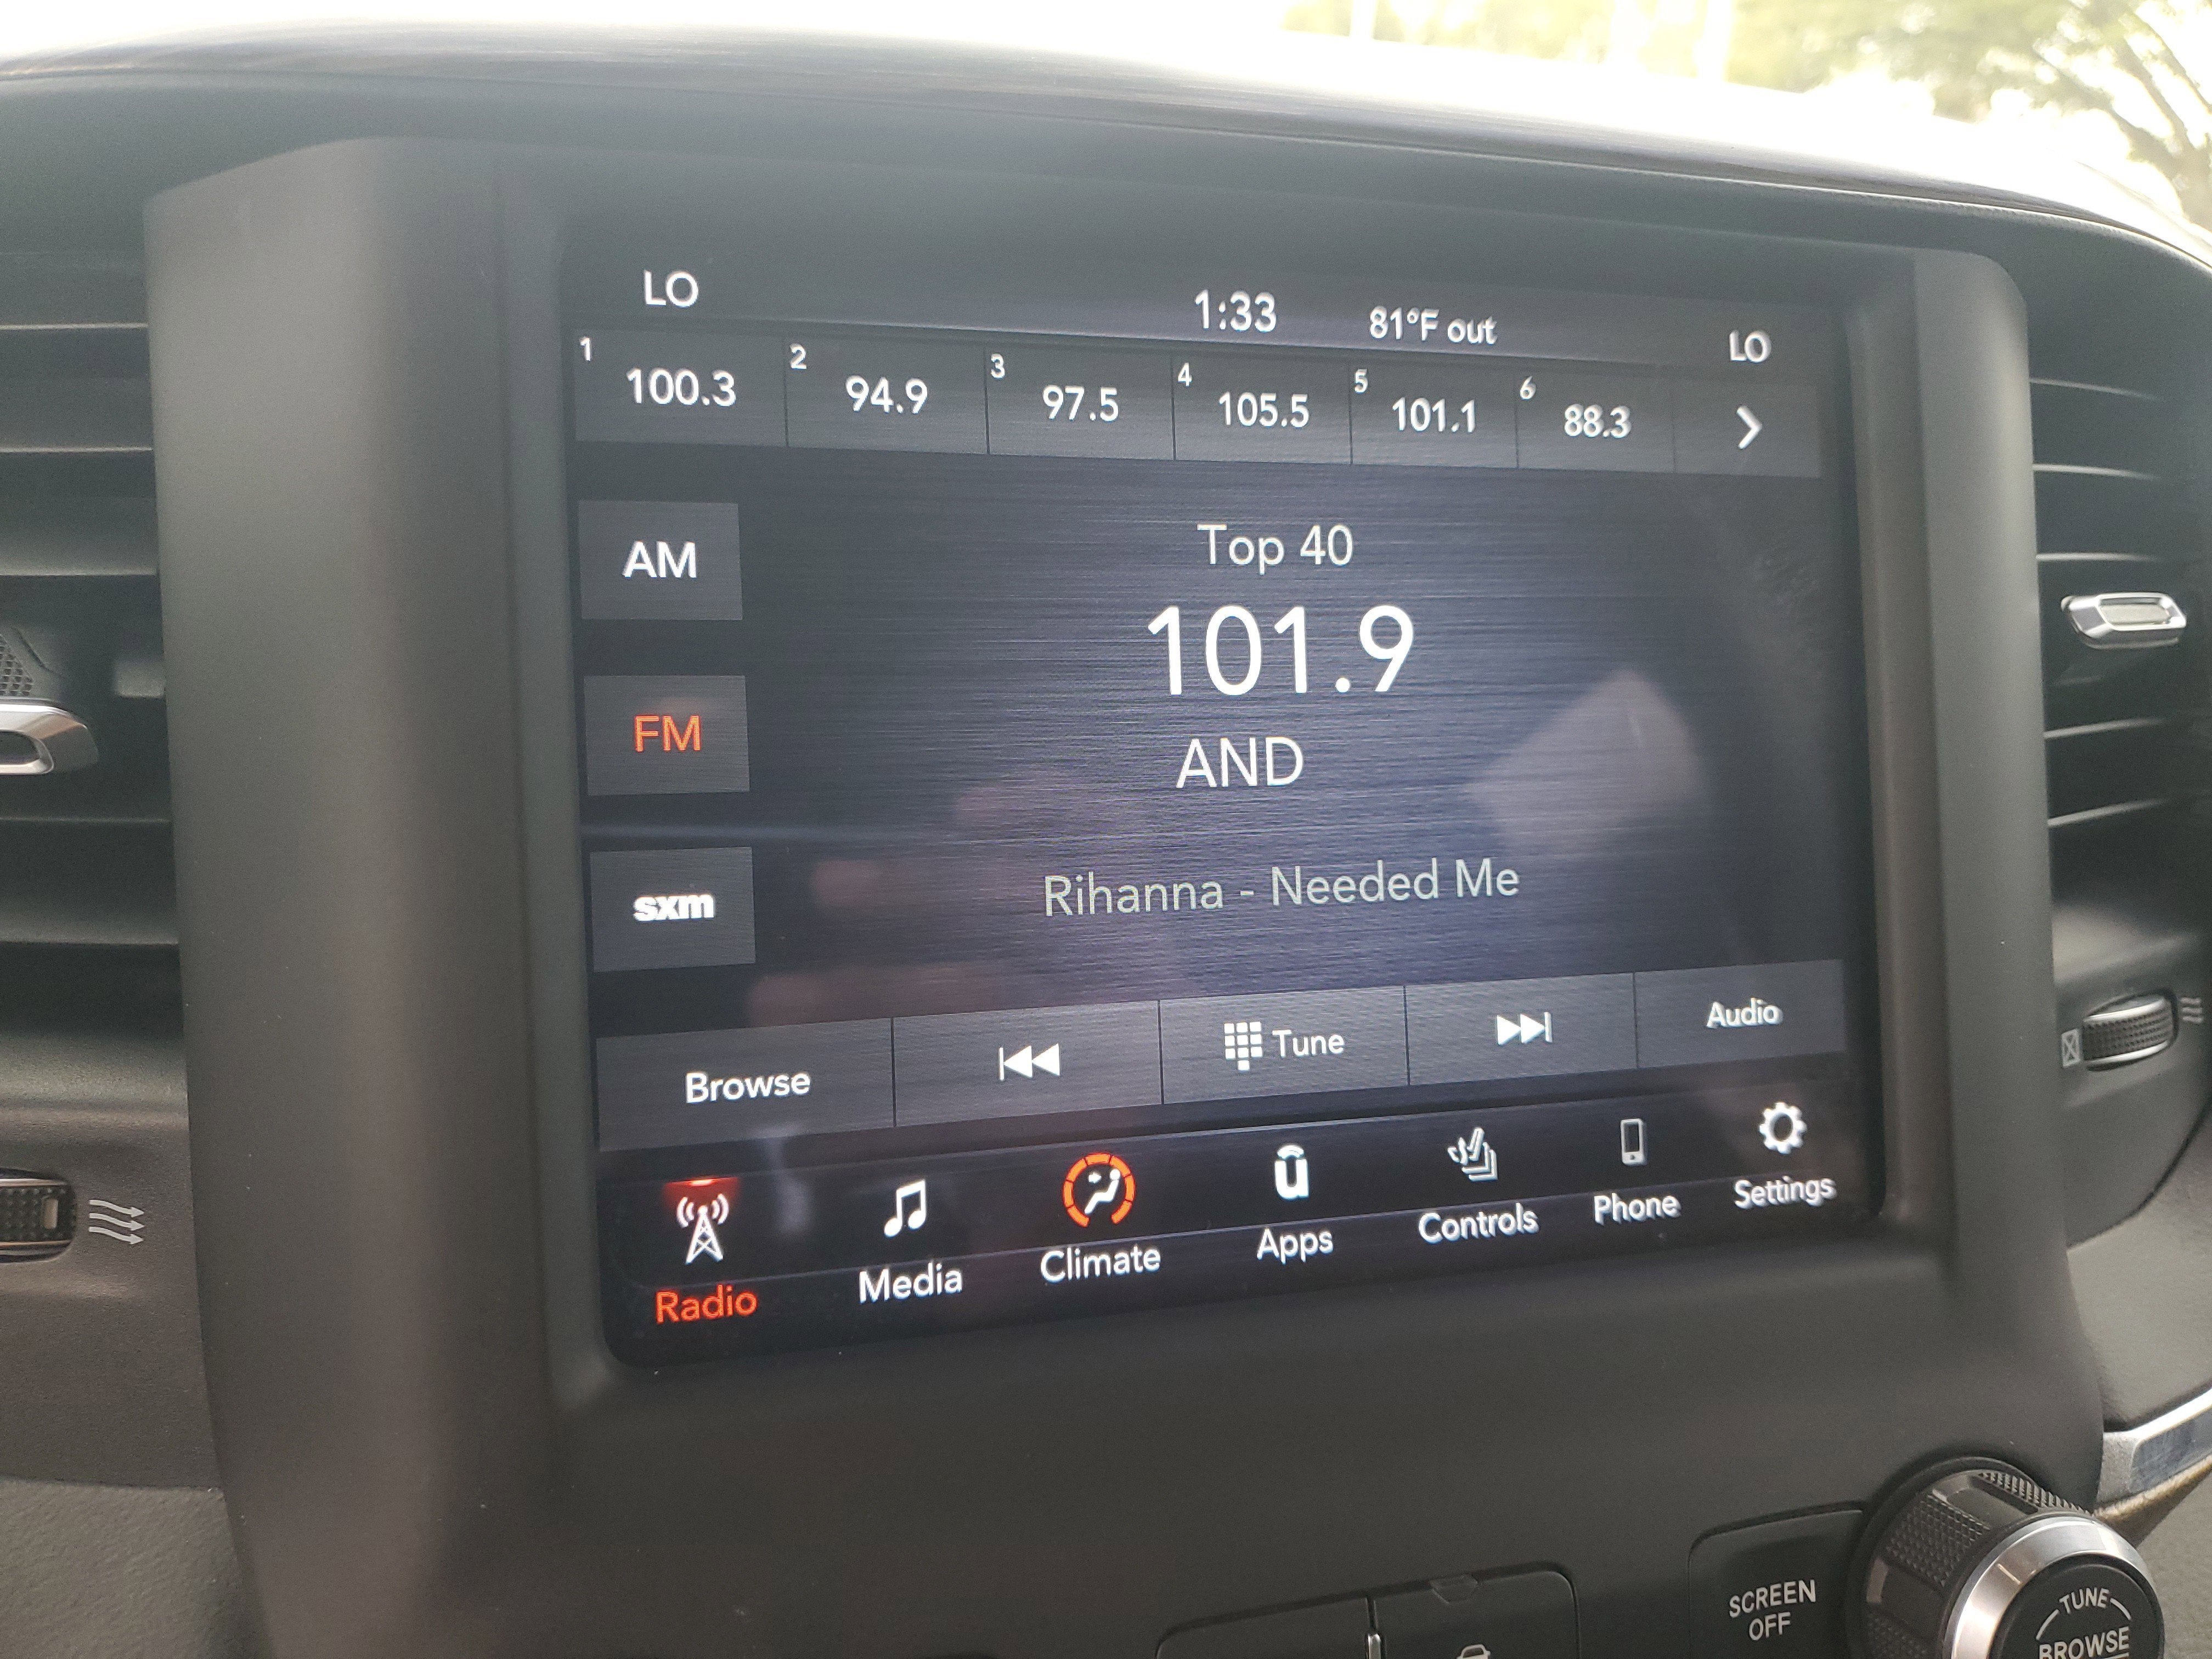 LO 1:33 81°F out LO
1 100.3 2 94.9 3 97.5 4 105.5 5 101.1 6 88.3
AM
Top 40
101.9
FM
AND
sxm
Rihanna - Needed Me
Browse Tune Audio
Radio Media Climate Apps Controls Phone Settings
SCREEN
OFF
TUNE
BROWSE